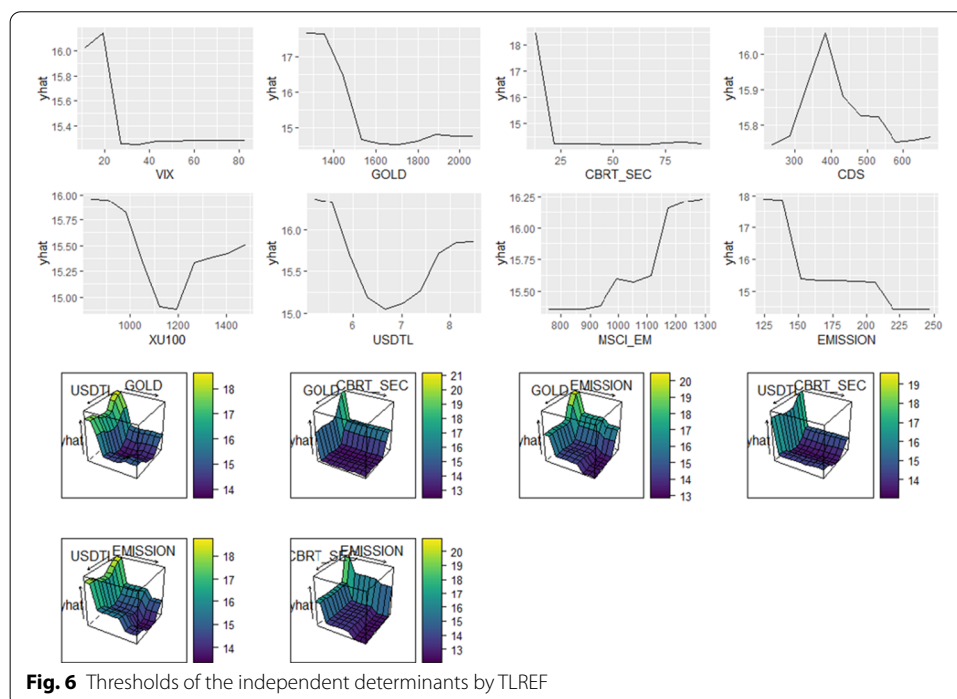 yhat 16.0 15.8 15.6 15.4 20 40 60 80 VIX
yhat 17 16 15 1400 1600 1800 2000 GOLD
yhat 18 17 16 15 14 25 50 75 CBRT_SEC
yhat 16.0 15.9 15.8 300 400 500 600 CDS
yhat 16.00 15.75 15.50 15.25 15.00 1000 1200 1400 XU100
yhat 16.0 15.5 15.0 6 7 8 USDTL
yhat 16.25 16.00 15.75 15.50 800 900 1000 1100 1200 1300 MSCI_EM
yhat 18 17 16 15 125 150 175 200 225 250 EMISSION
USDTL GOLD yhat 18 17 16 15 14
GOLD CBRT_SEC yhat 21 20 19 18 17 16 15 14 13
GOLD EMISSION yhat 20 19 18 17 16 15 14 13
USDTL CBRT_SEC yhat 19 18 17 16 15 14
USDTL EMISSION yhat 18 17 16 15 14
CBRT_SEC EMISSION yhat 20 19 18 17 16 15 14 13 12
Fig. 6 Thresholds of the independent determinants by TLREF